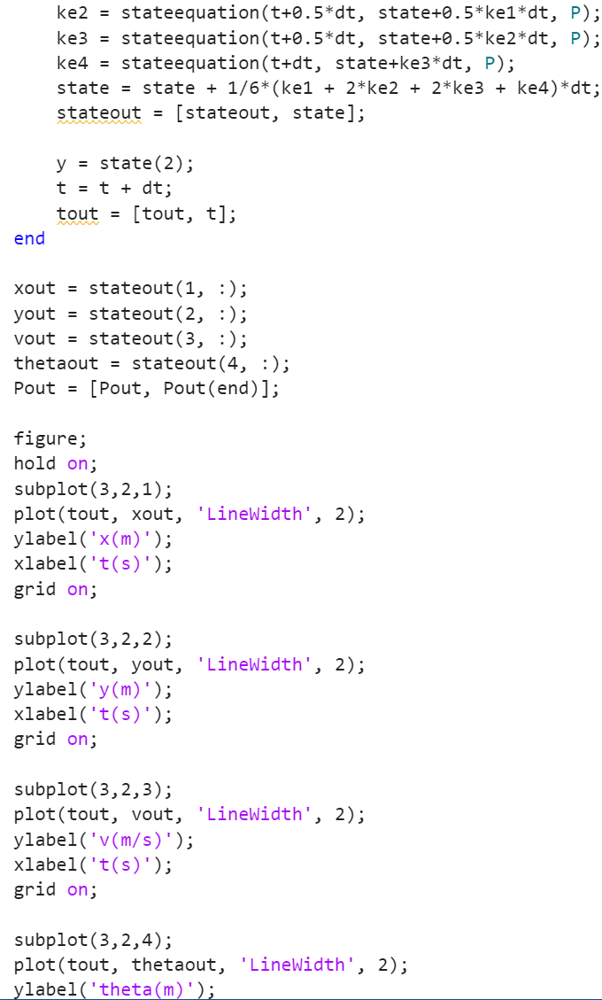 ke2 = stateequation(t+0.5*dt, state+0.5*ke1*dt, P);
ke3 = stateequation(t+0.5*dt, state+0.5*ke2*dt, P);
ke4 = stateequation(t+dt, state+ke3*dt, P);
state = state + 1/6*(ke1 + 2*ke2 + 2*ke3 + ke4)*dt;
stateout = [stateout, state];
y = state(2);
t = t + dt;
tout = [tout, t];
end
xout = stateout(1, :);
yout = stateout(2, :);
vout = stateout(3, :);
thetaout = stateout(4, :);
Pout = [Pout, Pout(end)];
figure;
hold on;
subplot(3,2,1);
plot(tout, xout, 'LineWidth', 2);
ylabel('x(m)');
xlabel('t(s)');
grid on;
subplot(3,2,2);
plot(tout, yout, 'LineWidth', 2);
ylabel('y(m)');
xlabel('t(s)');
grid on;
subplot(3,2,3);
plot(tout, vout, 'LineWidth', 2);
ylabel('v(m/s)');
xlabel('t(s)');
grid on;
subplot(3,2,4);
plot(tout, thetaout, 'LineWidth', 2);
ylabel('theta(m)');